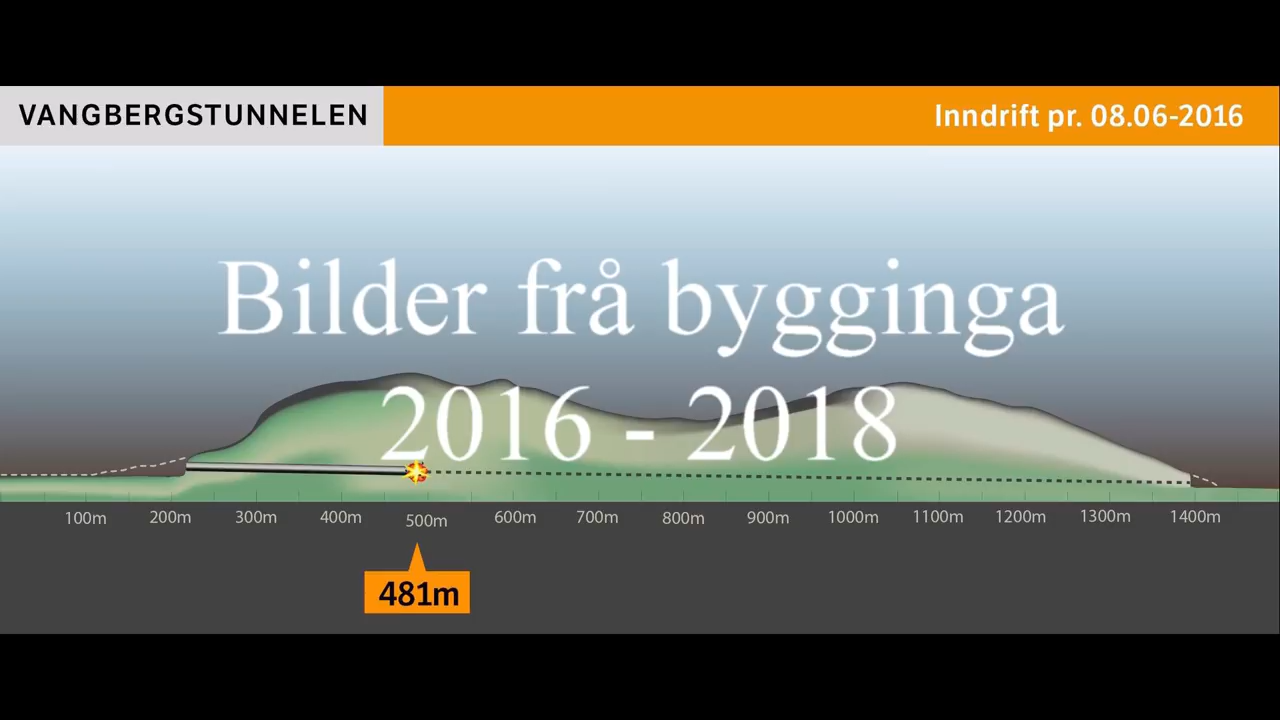 VANGBERGSTUNNELEN
Inndrift pr. 08.06-2016
Bilder frå bygginga
2016 - 2018
100m 200m 300m 400m 500m 600m 700m 800m 900m 1000m 1100m 1200m 1300m 1400m
481m